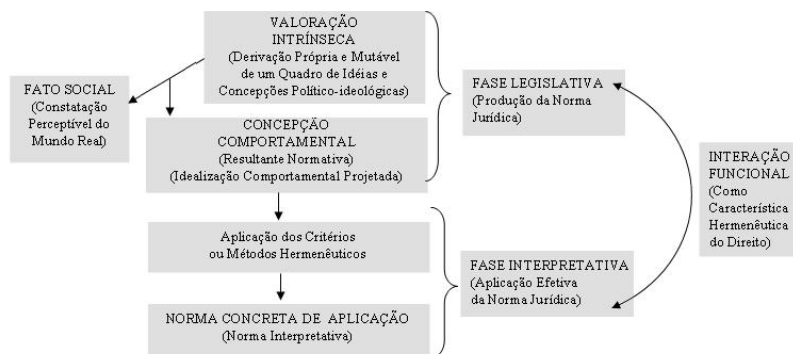 VALORAÇÃO
INTRÍNSECA
(Derivação Própria e Mutável
de um Quadro de Idéias e
Concepções Político-ideológicas)
FATO SOCIAL
(Constatação
Perceptível do
Mundo Real)
CONCEPÇÃO
COMPORTAMENTAL
(Resultante Normativa)
(Idealização Comportamental Projetada)
FASE LEGISLATIVA
(Produção da Norma
Jurídica)
INTERAÇÃO
FUNCIONAL
(Como
Característica
Hermenêutica
do Direito)
Aplicação dos Critérios
ou Métodos Hermenêuticos
FASE INTERPRETATIVA
(Aplicação Efetiva
da Norma Jurídica)
NORMA CONCRETA DE APLICAÇÃO
(Norma Interpretativa)